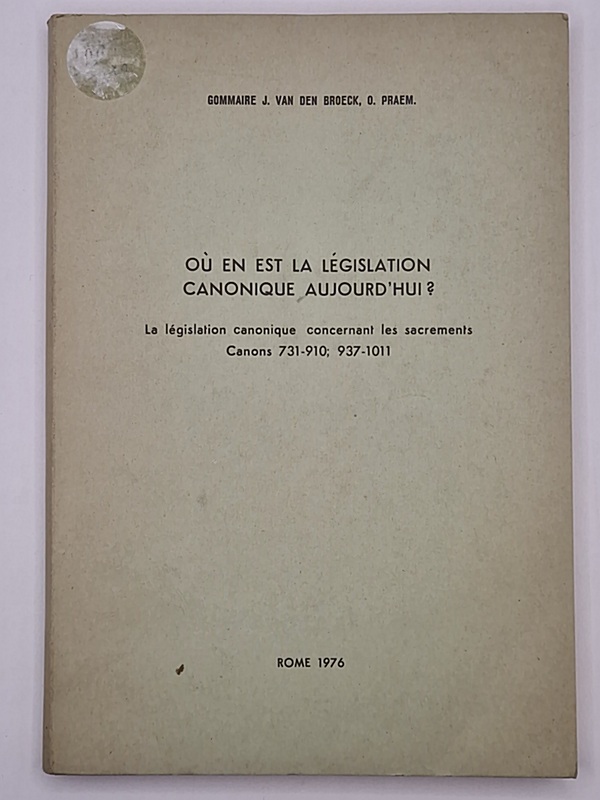 GOMMAIRE J. VAN DEN BROECK, O. PRAEM.
OÙ EN EST LA LÉGISLATION
CANONIQUE AUJOURD'HUI?
La législation canonique concernant les sacrements
Canons 731-910; 937-1011
ROME 1976